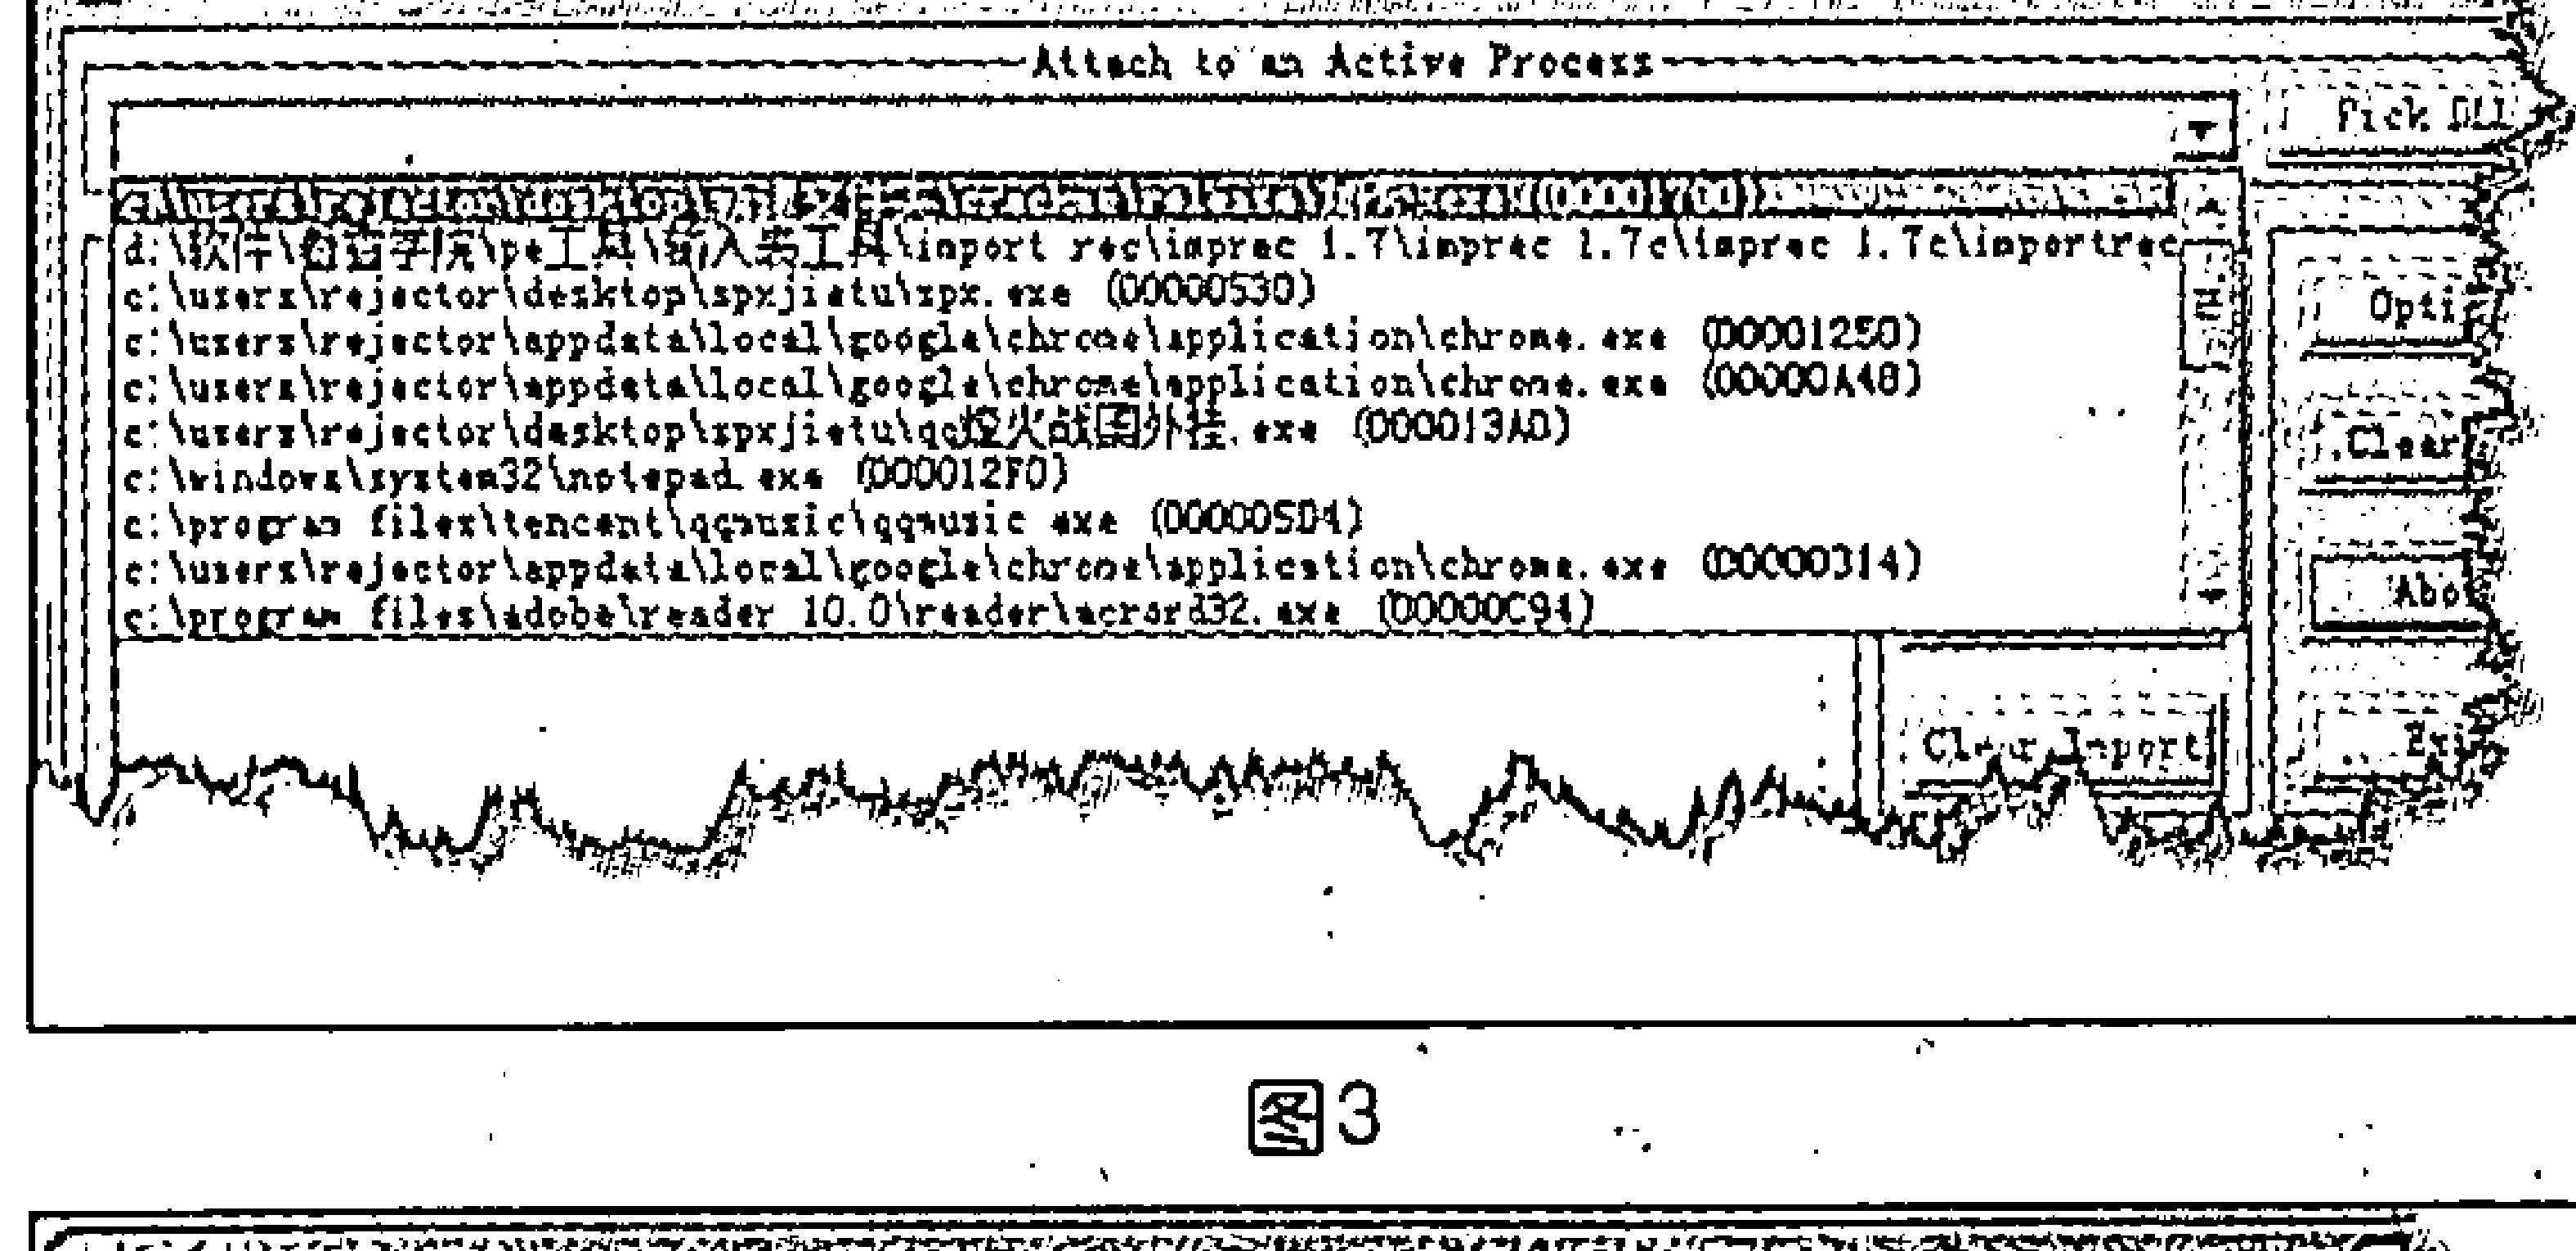 Attach to an Active Process
Pick DLL
d:\软件\ \pe工具\输入表工具\import rec\imprec 1.7\imprec 1.7c\imprec 1.7c\importrec
c:\users\rejector\desktop\spxjietu\spx.exe (00000530)
c:\users\rejector\appdata\local\google\chrome\application\chrome.exe (00001250)
Opti
c:\users\rejector\appdata\local\google\chrome\application\chrome.exe (00000A48)
c:\users\rejector\desktop\spxjietu\qq烟火战国外挂.exe (000013A0)
Clear
c:\windows\system32\notepad.exe (000012F0)
c:\program files\tencent\qqmusic\qqmusic.exe (000005D4)
c:\users\rejector\appdata\local\google\chrome\application\chrome.exe (00000314)
Abo
c:\program files\adobe\reader 10.0\reader\acrord32.exe (00000C94)
Clear Import
Exi
图3